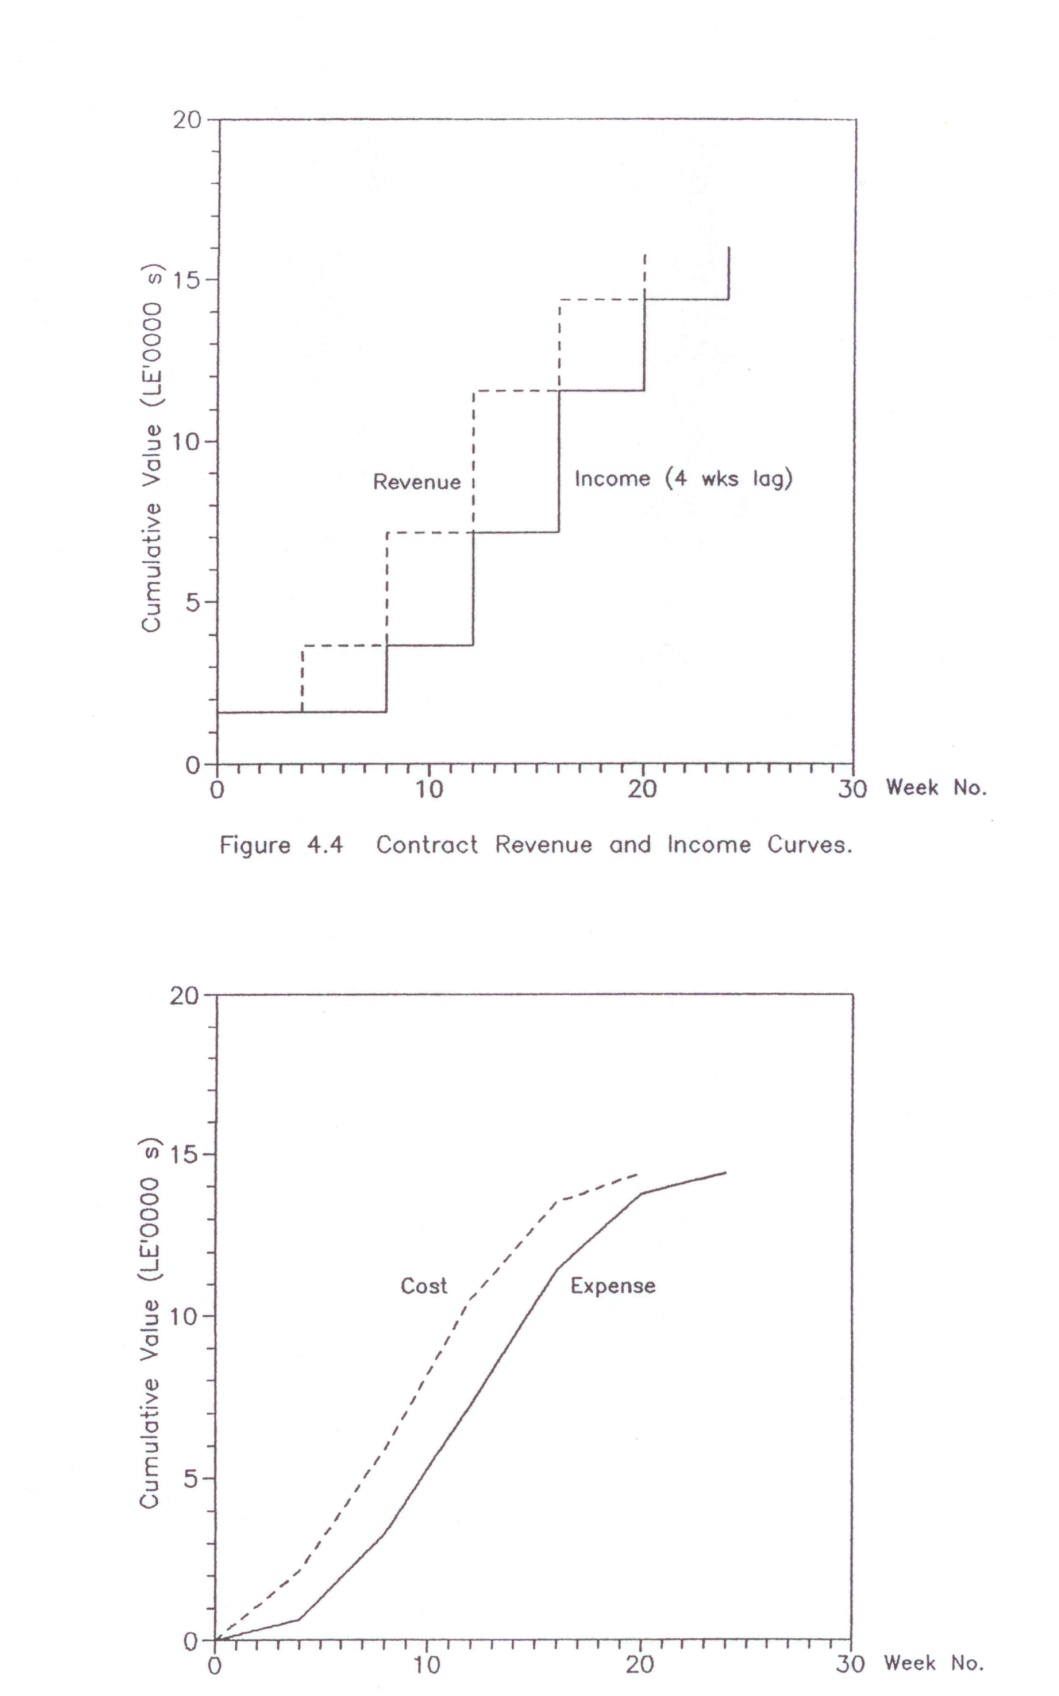 20
15
10
5
0
Cumulative Value (LE'0000 s)
Revenue
Income (4 wks lag)
0 10 20 30 Week No.
Figure 4.4 Contract Revenue and Income Curves.
20
15
10
5
0
Cumulative Value (LE'0000 s)
Cost
Expense
0 10 20 30 Week No.